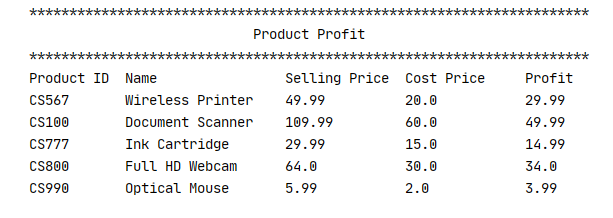 **********************************************************************
Product Profit
**********************************************************************
Product ID  Name                Selling Price  Cost Price     Profit
CS567       Wireless Printer    49.99          20.0           29.99
CS100       Document Scanner    109.99         60.0           49.99
CS777       Ink Cartridge       29.99          15.0           14.99
CS800       Full HD Webcam      64.0           30.0           34.0
CS990       Optical Mouse       5.99           2.0            3.99